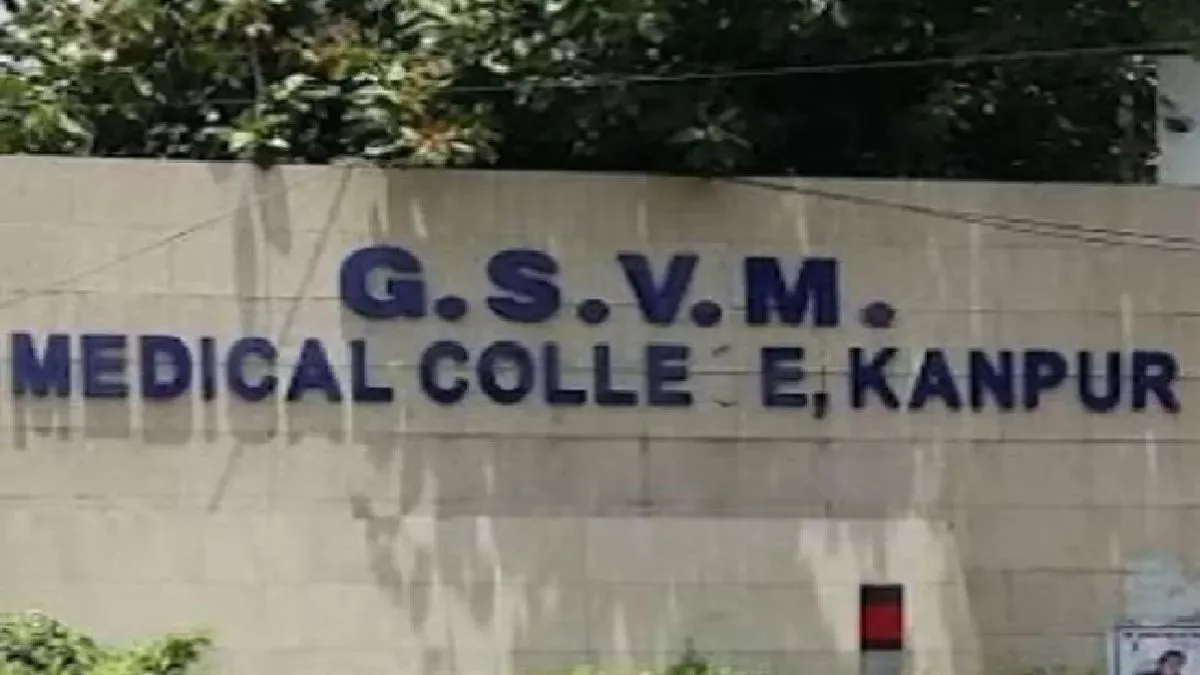 G.S.V.M.
MEDICAL COLLE E, KANPUR